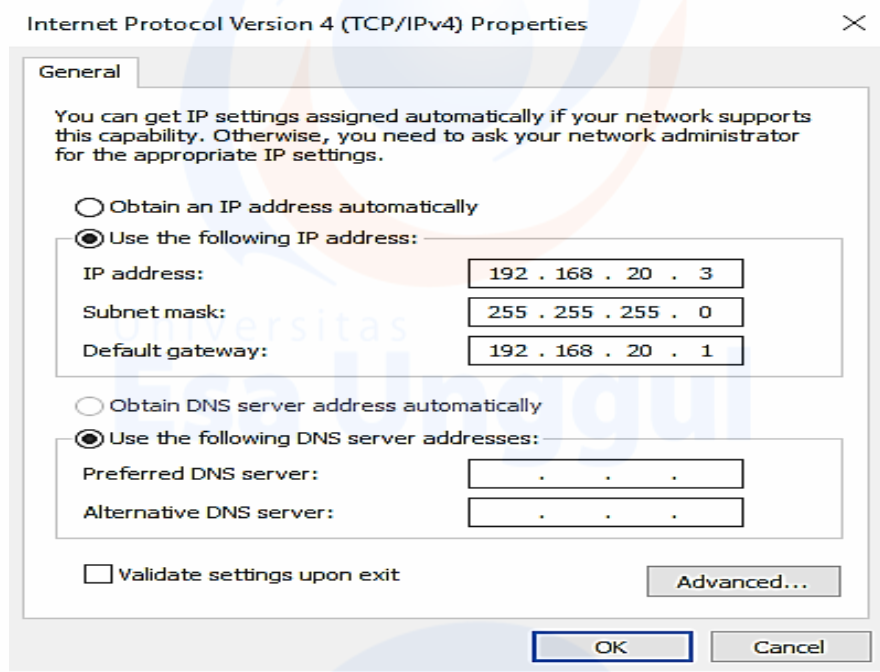 Internet Protocol Version 4 (TCP/IPv4) Properties
General
You can get IP settings assigned automatically if your network supports
this capability. Otherwise, you need to ask your network administrator
for the appropriate IP settings.
Obtain an IP address automatically
Use the following IP address:
IP address: 192 . 168 . 20 . 3
Subnet mask: 255 . 255 . 255 . 0
Universitas
Default gateway: 192 . 168 . 20 . 1
Esa Unggul
Obtain DNS server address automatically
Use the following DNS server addresses:
Preferred DNS server: . . .
Alternative DNS server: . . .
Validate settings upon exit
Advanced...
OK Cancel